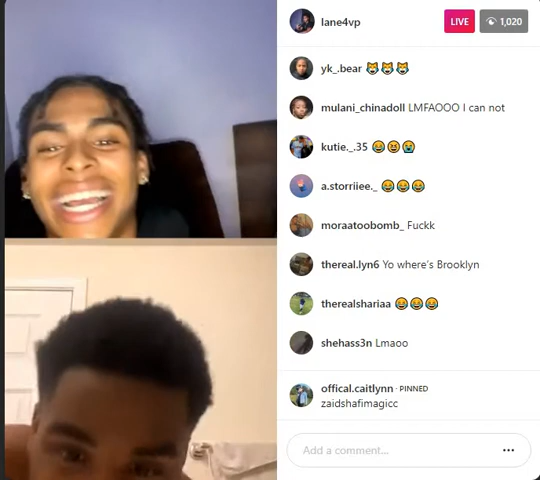 lane4vp
LIVE
1,020
yk_.bear 😹😹😹
mulani_chinadoll LMFAOOO I can not
kutie._.35 😂😆😭
a.storriiee._ 😂😂😂
moraatoobomb_ Fuckk
thereal.lyn6 Yo where's Brooklyn
therealshariaa 😂😂😂
shehass3n Lmaoo
offical.caitlynn · PINNED
zaidshafimagicc
Add a comment...